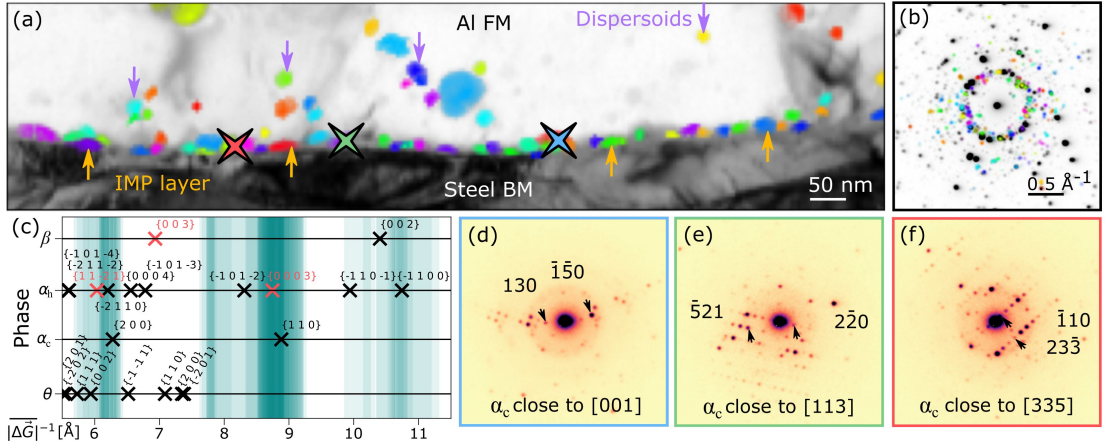 (a)
Al FM
Dispersoids
IMP layer
Steel BM
50 nm
(b)
0.5 Å⁻¹
(c)
Phase
β
{0 0 3}
{0 0 2}
αₕ
{-1 0 1 -4}
{-2 1 1 -2}
{1 1 -2 1}
{-2 1 1 0}
{0 0 0 4}
{-1 0 1 -3}
{-1 0 1 -2}
{0 0 0 3}
{-1 1 0 -1}
{-1 1 0 0}
α꜀
{2 0 0}
{1 1 0}
θ
{2 0 1}
{-2 0 2}
{1 1 1}
{0 0 2}
{-1 -1 1}
{1 1 0}
{2 0 0}
{-2 0 1}
|ΔG⃗|⁻¹ [Å]
6 7 8 9 10 11
(d)
130
1̄5̄0
α꜀ close to [001]
(e)
5̄21
22̄0
α꜀ close to [113]
(f)
1̄10
233̄
α꜀ close to [335]